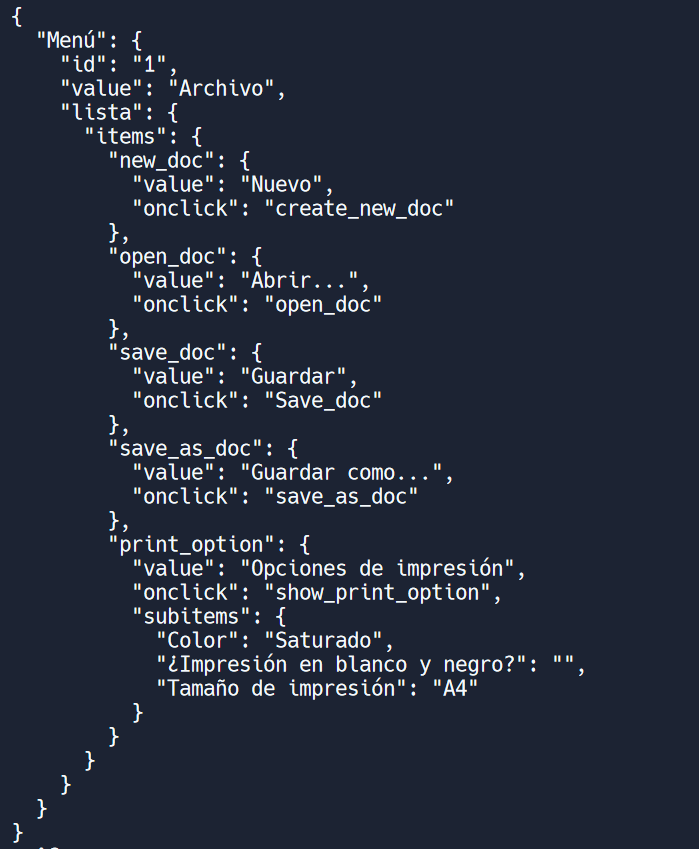 {
  "Menú": {
    "id": "1",
    "value": "Archivo",
    "lista": {
      "items": {
        "new_doc": {
          "value": "Nuevo",
          "onclick": "create_new_doc"
        },
        "open_doc": {
          "value": "Abrir...",
          "onclick": "open_doc"
        },
        "save_doc": {
          "value": "Guardar",
          "onclick": "Save_doc"
        },
        "save_as_doc": {
          "value": "Guardar como...",
          "onclick": "save_as_doc"
        },
        "print_option": {
          "value": "Opciones de impresión",
          "onclick": "show_print_option",
          "subitems": {
            "Color": "Saturado",
            "¿Impresión en blanco y negro?": "",
            "Tamaño de impresión": "A4"
          }
        }
      }
    }
  }
}